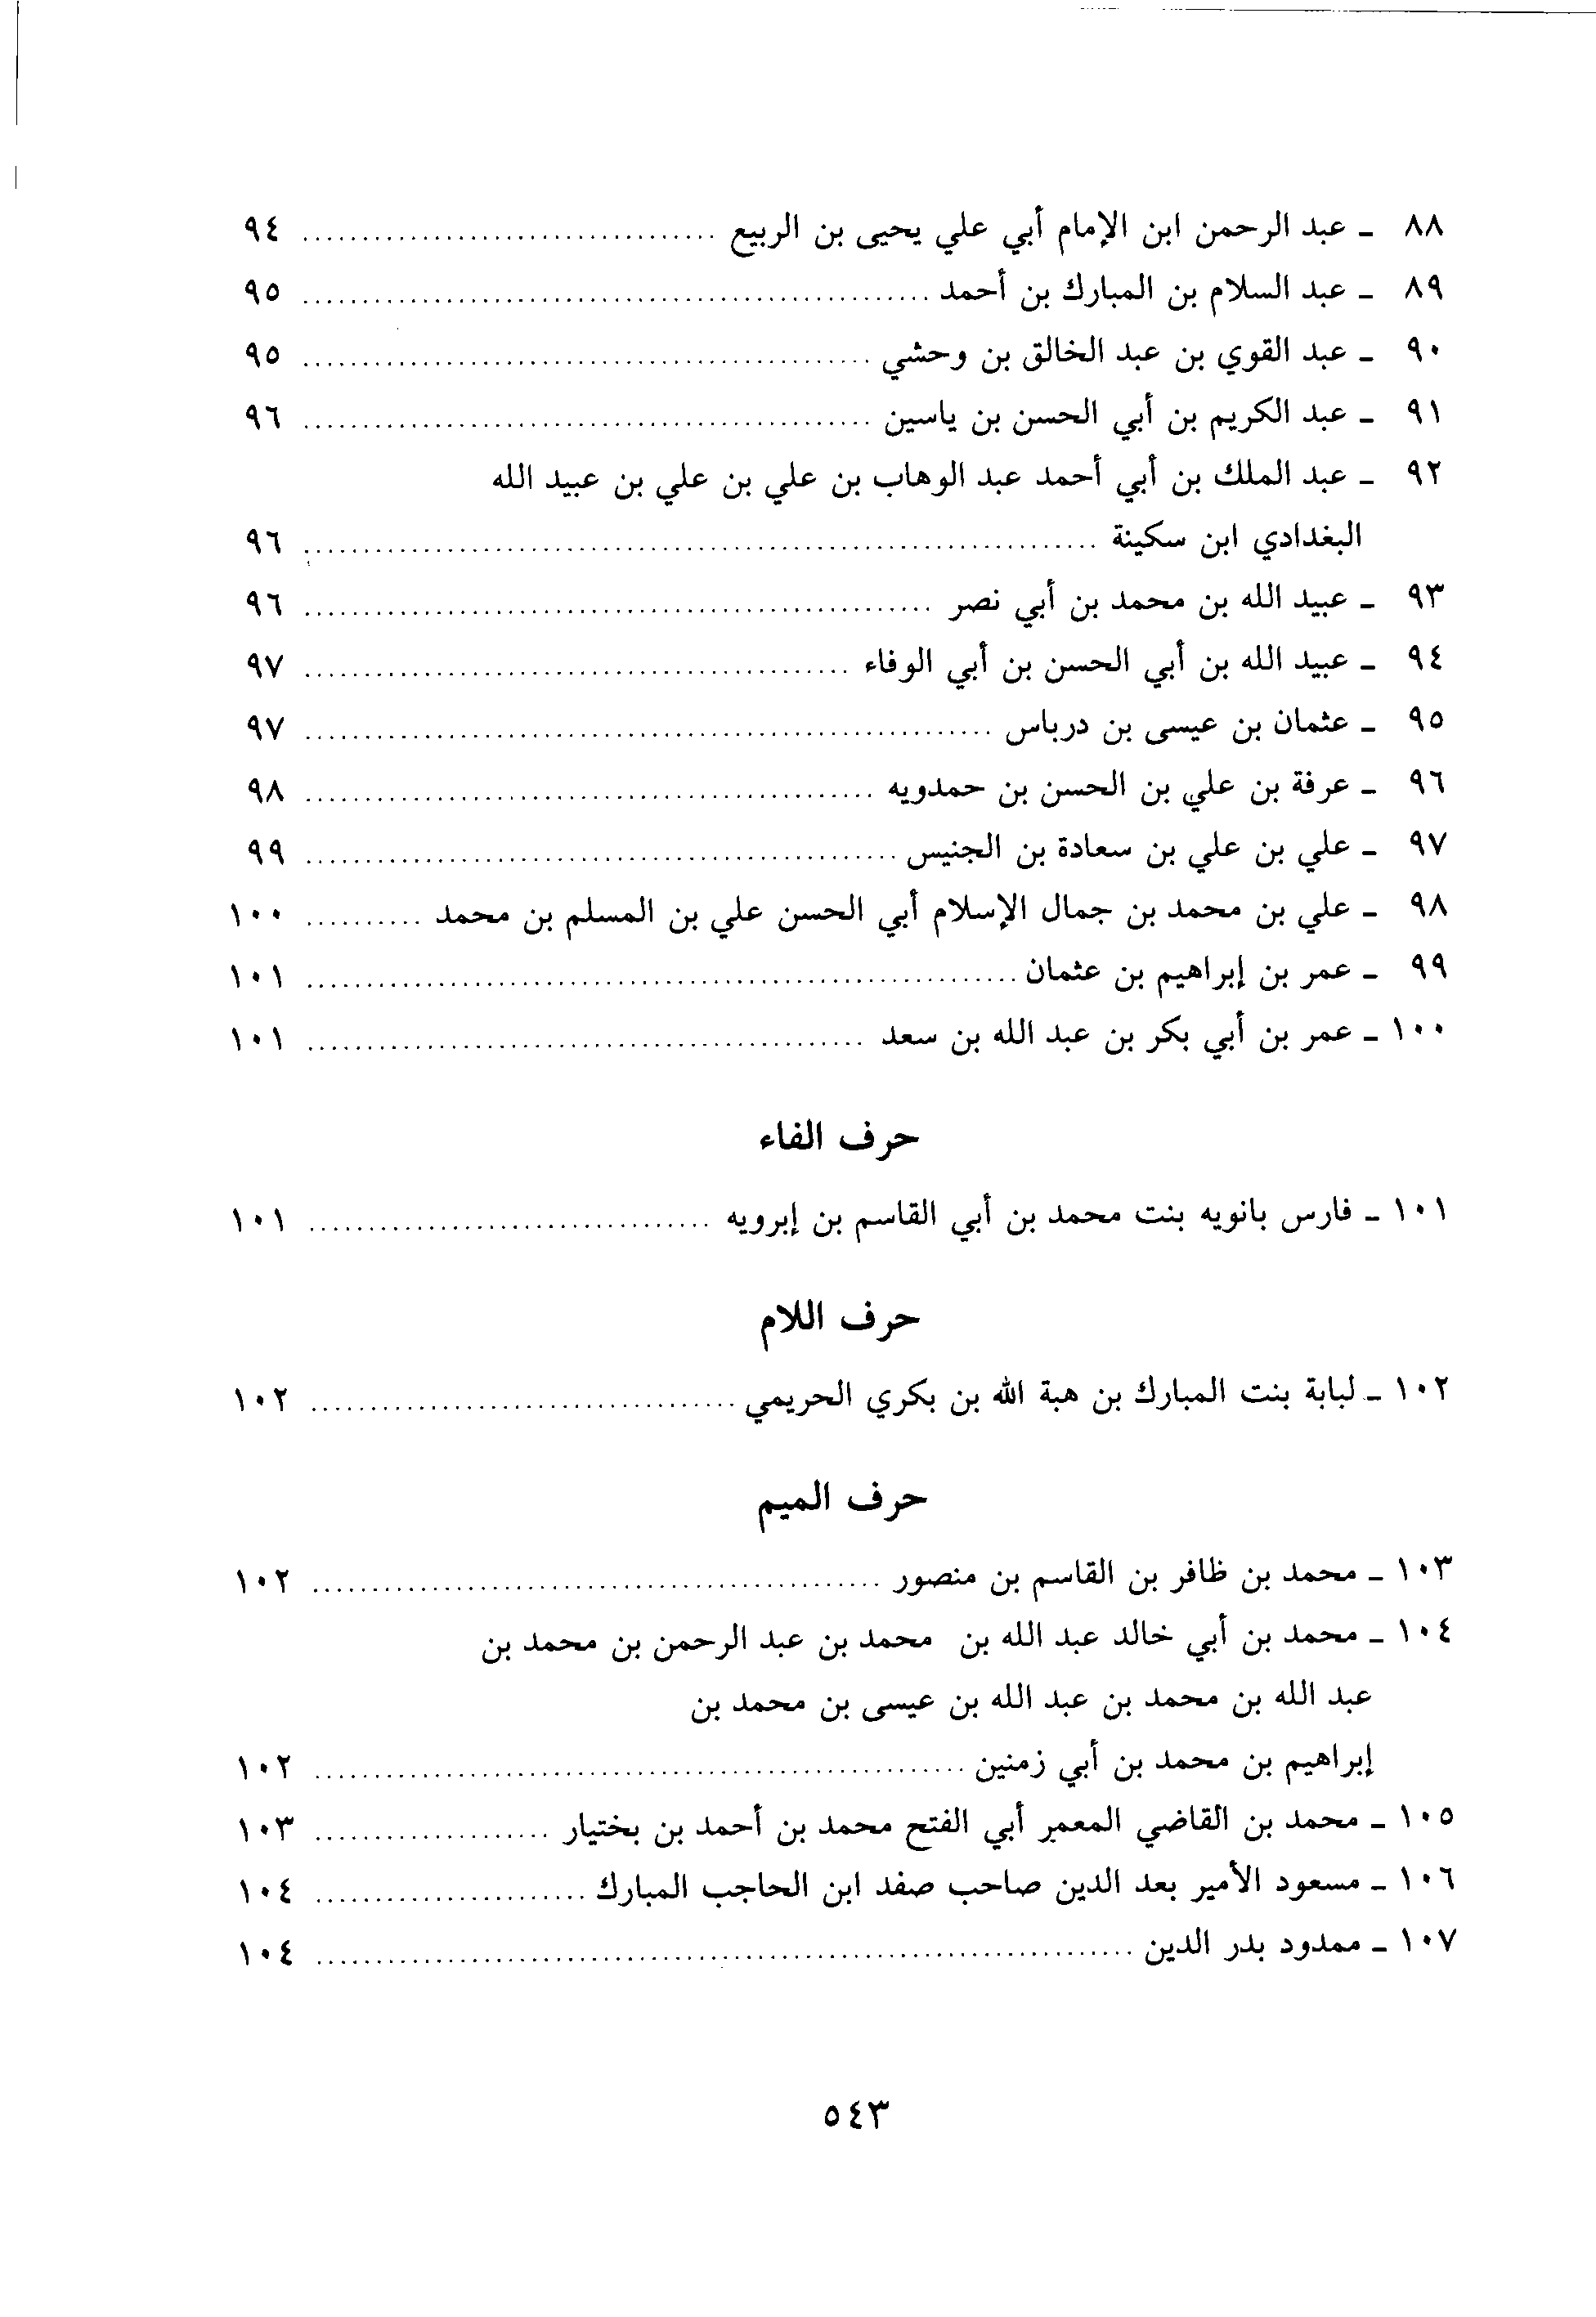 ٨٨ - عبد الرحمن ابن الإمام أبي علي يحيى بن الربيع ........ ٩٤
٨٩ - عبد السلام بن المبارك بن أحمد ........ ٩٥
٩٠ - عبد القوي بن عبد الخالق بن وحشي ........ ٩٥
٩١ - عبد الكريم بن أبي الحسن بن ياسين ........ ٩٦
٩٢ - عبد الملك بن أبي أحمد عبد الوهاب بن علي بن علي بن عبيد الله
البغدادي ابن سكينة ........ ٩٦
٩٣ - عبيد الله بن محمد بن أبي نصر ........ ٩٦
٩٤ - عبيد الله بن أبي الحسن بن أبي الوفاء ........ ٩٧
٩٥ - عثمان بن عيسى بن درباس ........ ٩٧
٩٦ - عرفة بن علي بن الحسن بن حمدويه ........ ٩٨
٩٧ - علي بن علي بن سعادة بن الجنيس ........ ٩٩
٩٨ - علي بن محمد بن جمال الإسلام أبي الحسن علي بن المسلم بن محمد ........ ١٠٠
٩٩ - عمر بن إبراهيم بن عثمان ........ ١٠١
١٠٠ - عمر بن أبي بكر بن عبد الله بن سعد ........ ١٠١
حرف الفاء
١٠١ - فارس بانويه بنت محمد بن أبي القاسم بن إبرويه ........ ١٠١
حرف اللام
١٠٢ - لبابة بنت المبارك بن هبة الله بن بكري الحريمي ........ ١٠٢
حرف الميم
١٠٣ - محمد بن ظافر بن القاسم بن منصور ........ ١٠٢
١٠٤ - محمد بن أبي خالد عبد الله بن محمد بن عبد الرحمن بن محمد بن
عبد الله بن محمد بن عبد الله بن عيسى بن محمد بن
إبراهيم بن محمد بن أبي زمنين ........ ١٠٢
١٠٥ - محمد بن القاضي المعمر أبي الفتح محمد بن أحمد بن بختيار ........ ١٠٣
١٠٦ - مسعود الأمير بعد الدين صاحب صفد ابن الحاجب المبارك ........ ١٠٤
١٠٧ - ممدود بدر الدين ........ ١٠٤
٥٤٣